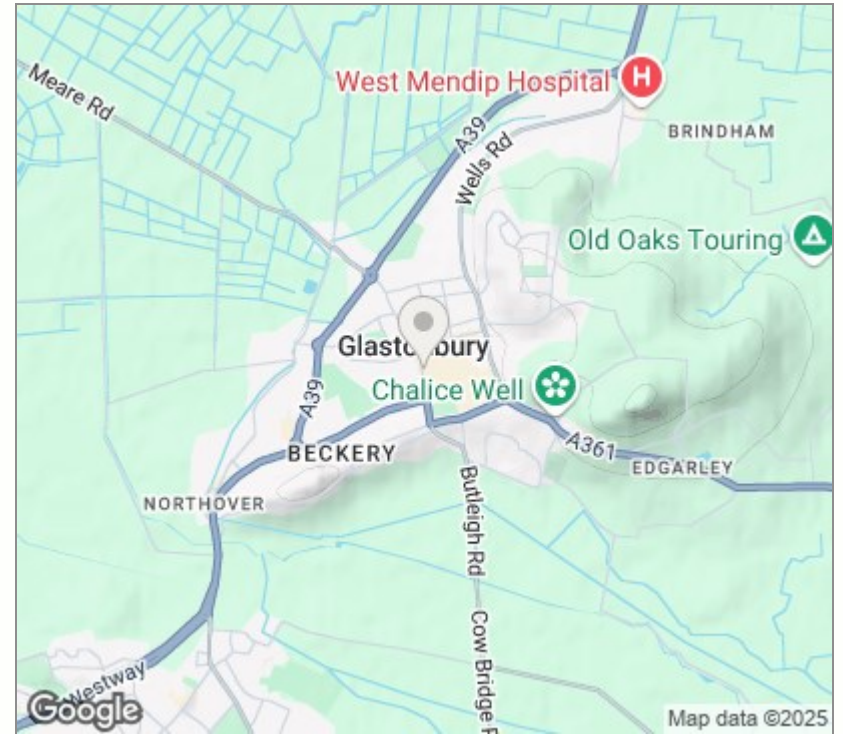 Meare Rd
West Mendip Hospital
H
A39
Wells Rd
BRINDHAM
Old Oaks Touring
Glastonbury
Chalice Well
A39
BECKERY
A361
EDGARLEY
NORTHOVER
Butleigh Rd
Cow Bridge
Westway
Google
Map data ©2025